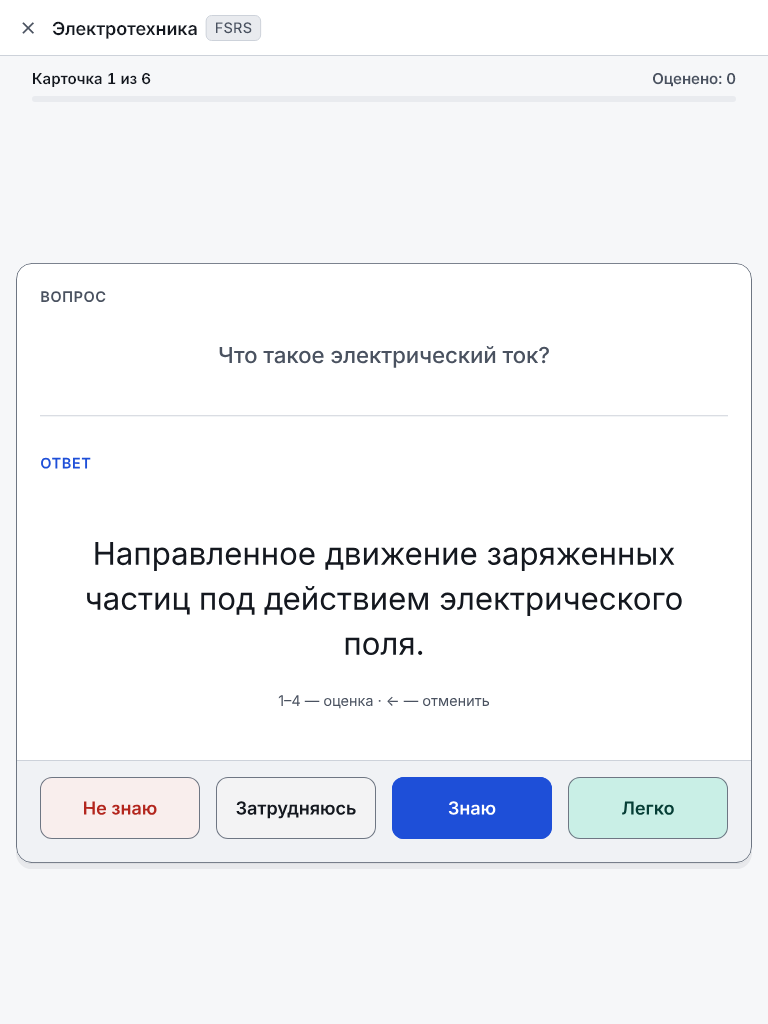 ✕ Электротехника FSRS
Карточка 1 из 6 Оценено: 0
ВОПРОС
Что такое электрический ток?
ОТВЕТ
Направленное движение заряженных
частиц под действием электрического
поля.
1–4 — оценка · ← — отменить
Не знаю Затрудняюсь Знаю Легко